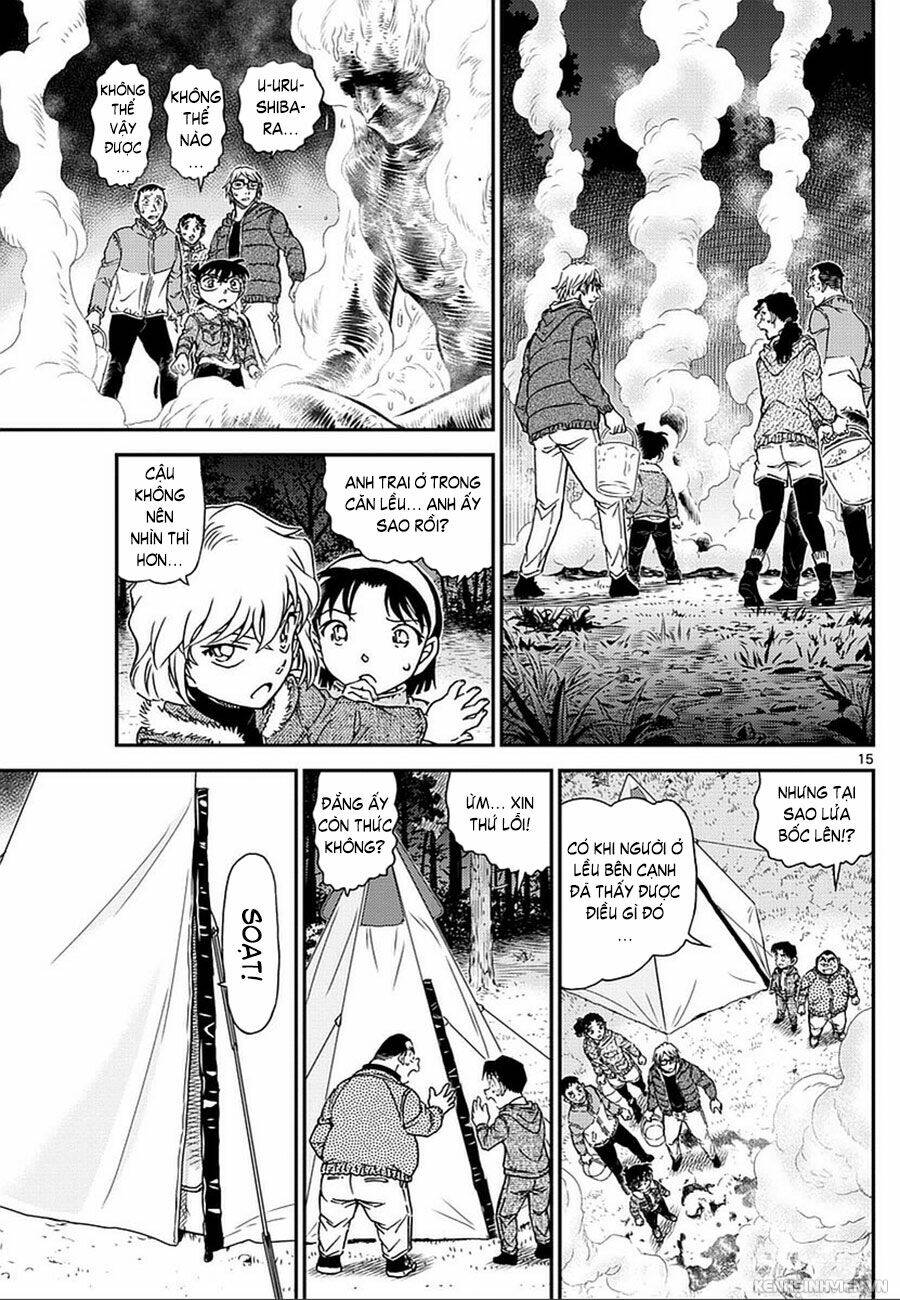 U-URU-
SHIBA-
RA...
KHÔNG
THỂ
NÀO
...
KHÔNG
THỂ
VẬY
ĐƯỢC
...
ANH TRAI Ở TRONG
CĂN LỀU... ANH ẤY
SAO RỒI?
CẬU
KHÔNG
NÊN
NHÌN THÌ
HƠN...
15
NHƯNG TẠI
SAO LỬA
BỐC LÊN!?
CÓ KHI NGƯỜI Ở
LỀU BÊN CẠNH
ĐÃ THẤY ĐƯỢC
ĐIỀU GÌ ĐÓ
...
ỪM... XIN
THỨ LỖI!
ĐẰNG ẤY
CÒN THỨC
KHÔNG?
SOẠT!
KENHSINHVIEN.VN